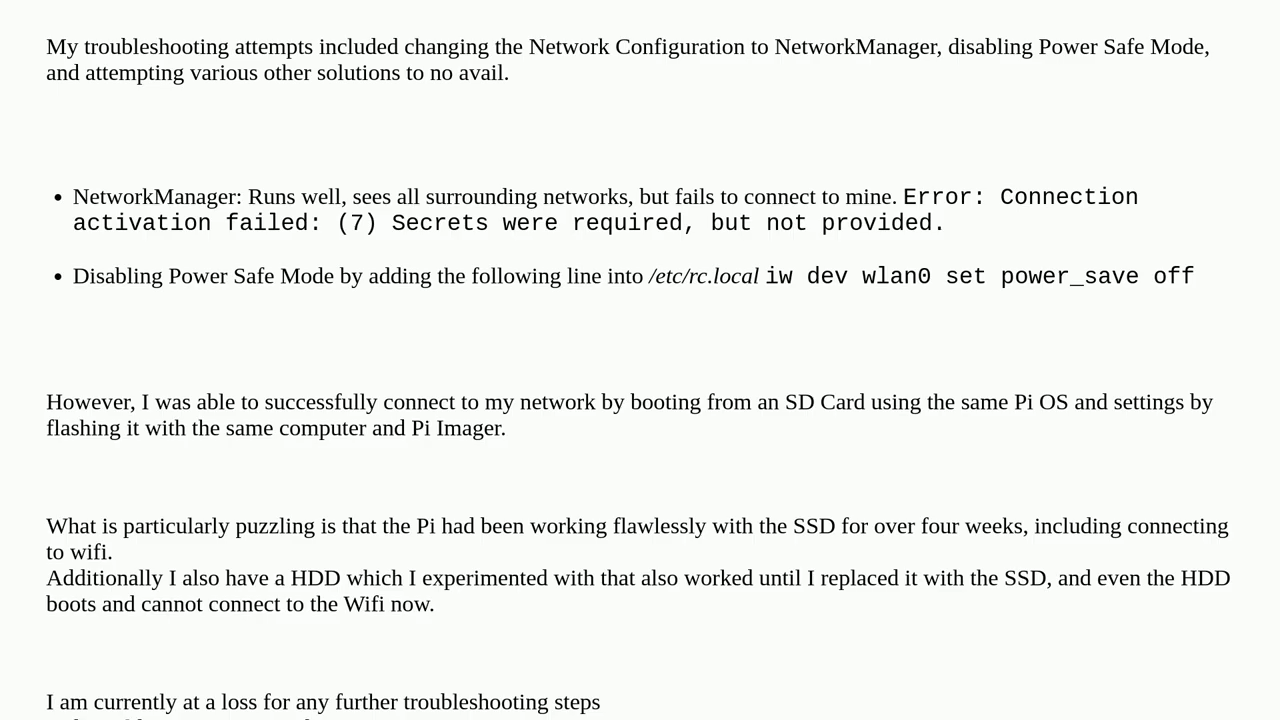 My troubleshooting attempts included changing the Network Configuration to NetworkManager, disabling Power Safe Mode,
and attempting various other solutions to no avail.
• NetworkManager: Runs well, sees all surrounding networks, but fails to connect to mine. Error: Connection
activation failed: (7) Secrets were required, but not provided.
• Disabling Power Safe Mode by adding the following line into /etc/rc.local iw dev wlan0 set power_save off
However, I was able to successfully connect to my network by booting from an SD Card using the same Pi OS and settings by
flashing it with the same computer and Pi Imager.
What is particularly puzzling is that the Pi had been working flawlessly with the SSD for over four weeks, including connecting
to wifi.
Additionally I also have a HDD which I experimented with that also worked until I replaced it with the SSD, and even the HDD
boots and cannot connect to the Wifi now.
I am currently at a loss for any further troubleshooting steps